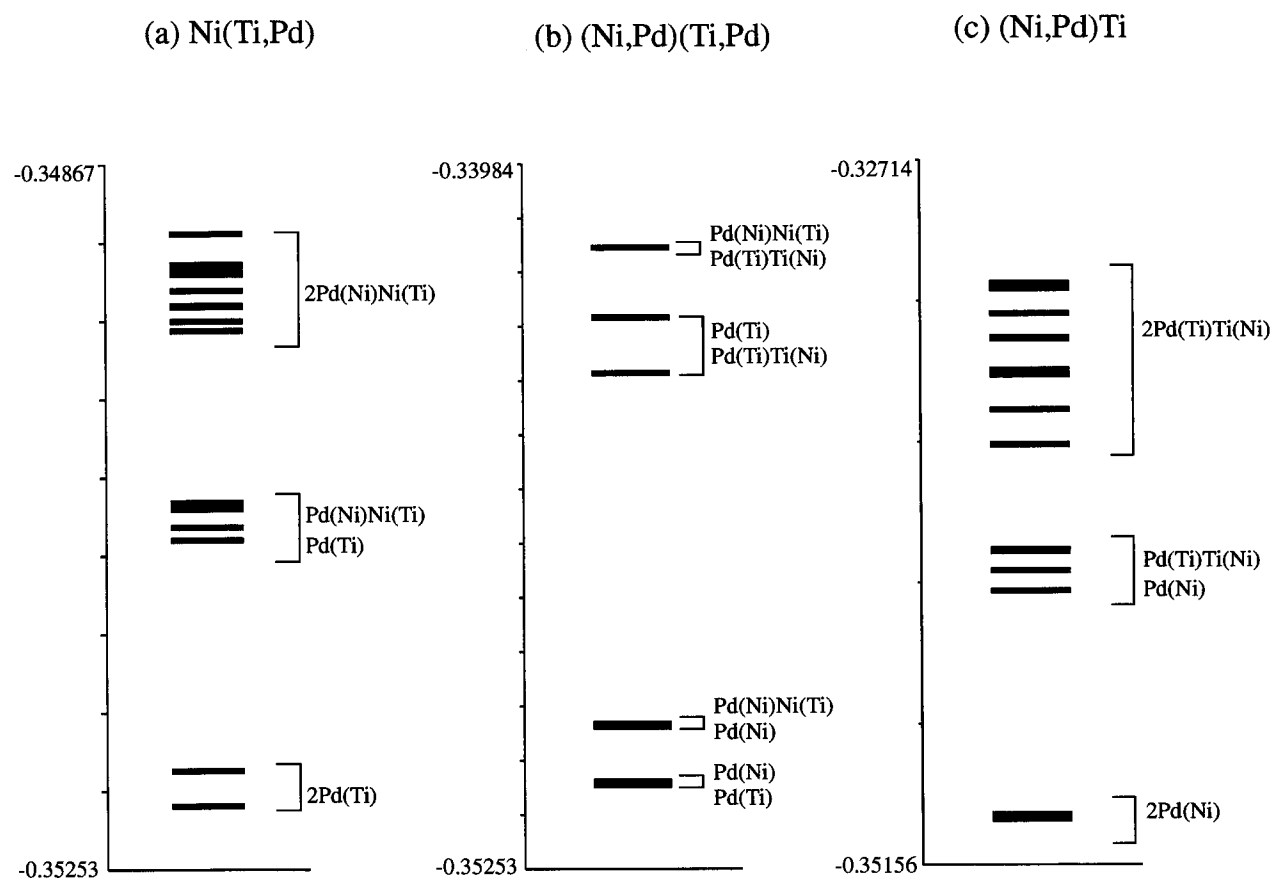 (a) Ni(Ti,Pd)
-0.34867
2Pd(Ni)Ni(Ti)
Pd(Ni)Ni(Ti)
Pd(Ti)
2Pd(Ti)
-0.35253
(b) (Ni,Pd)(Ti,Pd)
-0.33984
Pd(Ni)Ni(Ti)
Pd(Ti)Ti(Ni)
Pd(Ti)
Pd(Ti)Ti(Ni)
Pd(Ni)Ni(Ti)
Pd(Ni)
Pd(Ni)
Pd(Ti)
-0.35253
(c) (Ni,Pd)Ti
-0.32714
2Pd(Ti)Ti(Ni)
Pd(Ti)Ti(Ni)
Pd(Ni)
2Pd(Ni)
-0.35156